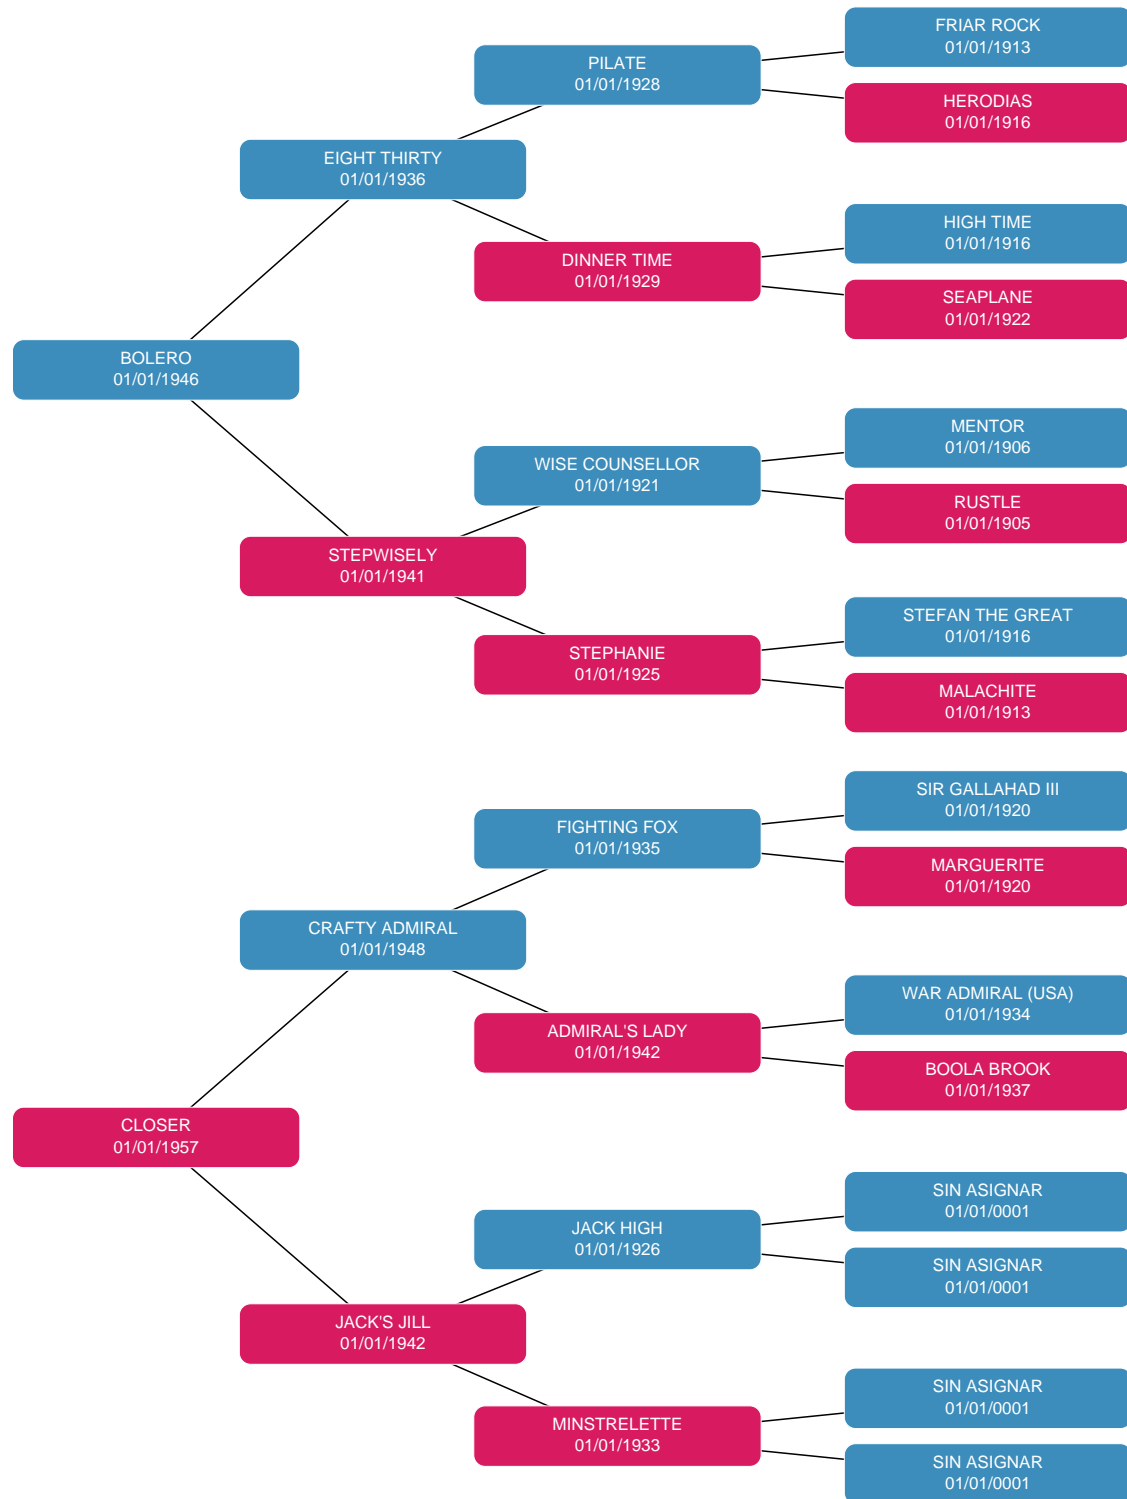 FRIAR ROCK
01/01/1913
PILATE
01/01/1928
HERODIAS
01/01/1916
EIGHT THIRTY
01/01/1936
HIGH TIME
01/01/1916
DINNER TIME
01/01/1929
SEAPLANE
01/01/1922
BOLERO
01/01/1946
MENTOR
01/01/1906
WISE COUNSELLOR
01/01/1921
RUSTLE
01/01/1905
STEPWISELY
01/01/1941
STEFAN THE GREAT
01/01/1916
STEPHANIE
01/01/1925
MALACHITE
01/01/1913
SIR GALLAHAD III
01/01/1920
FIGHTING FOX
01/01/1935
MARGUERITE
01/01/1920
CRAFTY ADMIRAL
01/01/1948
WAR ADMIRAL (USA)
01/01/1934
ADMIRAL'S LADY
01/01/1942
BOOLA BROOK
01/01/1937
CLOSER
01/01/1957
SIN ASIGNAR
01/01/0001
JACK HIGH
01/01/1926
SIN ASIGNAR
01/01/0001
JACK'S JILL
01/01/1942
SIN ASIGNAR
01/01/0001
MINSTRELETTE
01/01/1933
SIN ASIGNAR
01/01/0001